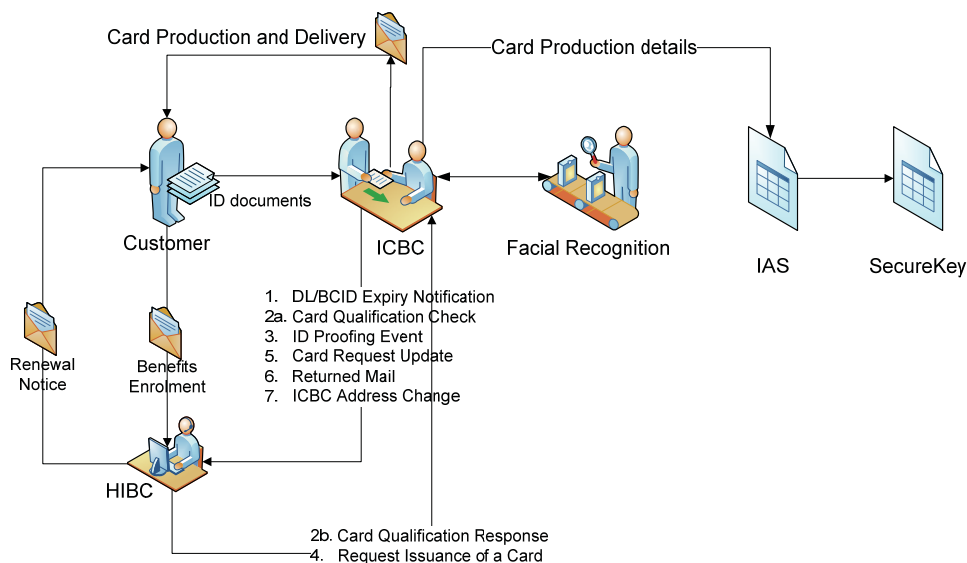 Card Production and Delivery
Card Production details
ID documents
Customer
ICBC
Facial Recognition
IAS
SecureKey
1. DL/BCID Expiry Notification
2a. Card Qualification Check
3. ID Proofing Event
5. Card Request Update
6. Returned Mail
7. ICBC Address Change
Renewal
Notice
Benefits
Enrolment
HIBC
2b. Card Qualification Response
4. Request Issuance of a Card